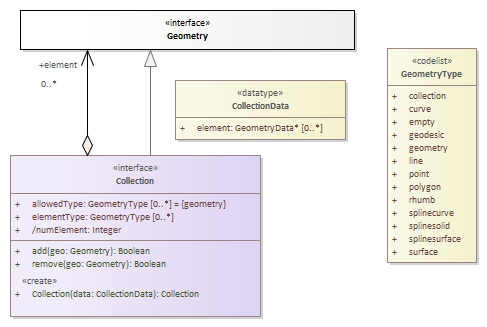 «interface»
Geometry
+element
0..*
«datatype»
CollectionData
+ element: GeometryData* [0..*]
«codelist»
GeometryType
+ collection
+ curve
+ empty
+ geodesic
+ geometry
+ line
+ point
+ polygon
+ rhumb
+ splinecurve
+ splinesolid
+ splinesurface
+ surface
«interface»
Collection
+ allowedType: GeometryType [0..*] = {geometry}
+ elementType: GeometryType [0..*]
+ /numElement: Integer
+ add(geo: Geometry): Boolean
+ remove(geo: Geometry): Boolean
«create»
+ Collection(data: CollectionData): Collection